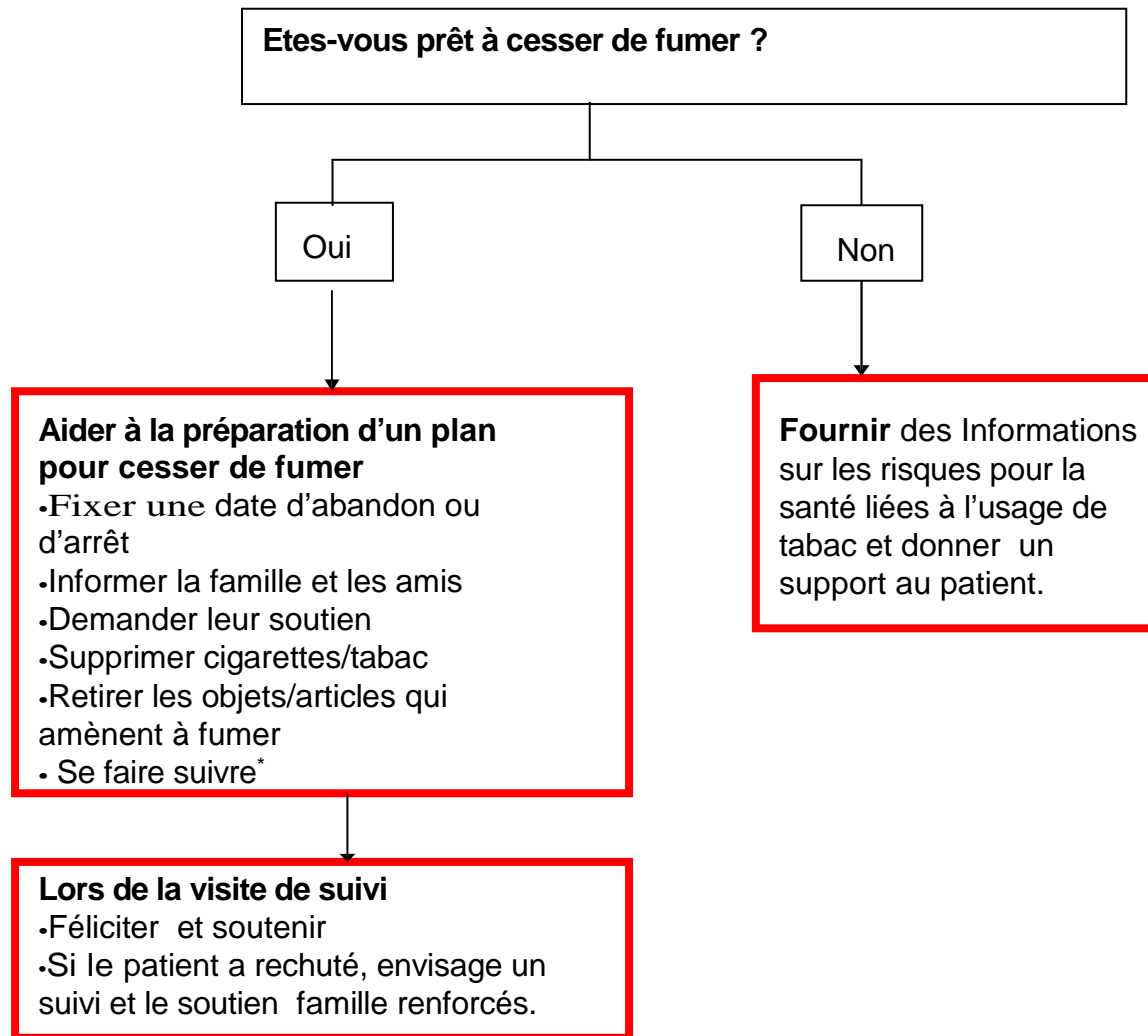 Etes-vous prêt à cesser de fumer ?
Oui
Non
Aider à la préparation d’un plan
pour cesser de fumer
•Fixer une date d’abandon ou
d’arrêt
•Informer la famille et les amis
•Demander leur soutien
•Supprimer cigarettes/tabac
•Retirer les objets/articles qui
amènent à fumer
• Se faire suivre*
Fournir des Informations
sur les risques pour la
santé liées à l’usage de
tabac et donner un
support au patient.
Lors de la visite de suivi
•Féliciter et soutenir
•Si le patient a rechuté, envisage un
suivi et le soutien famille renforcés.